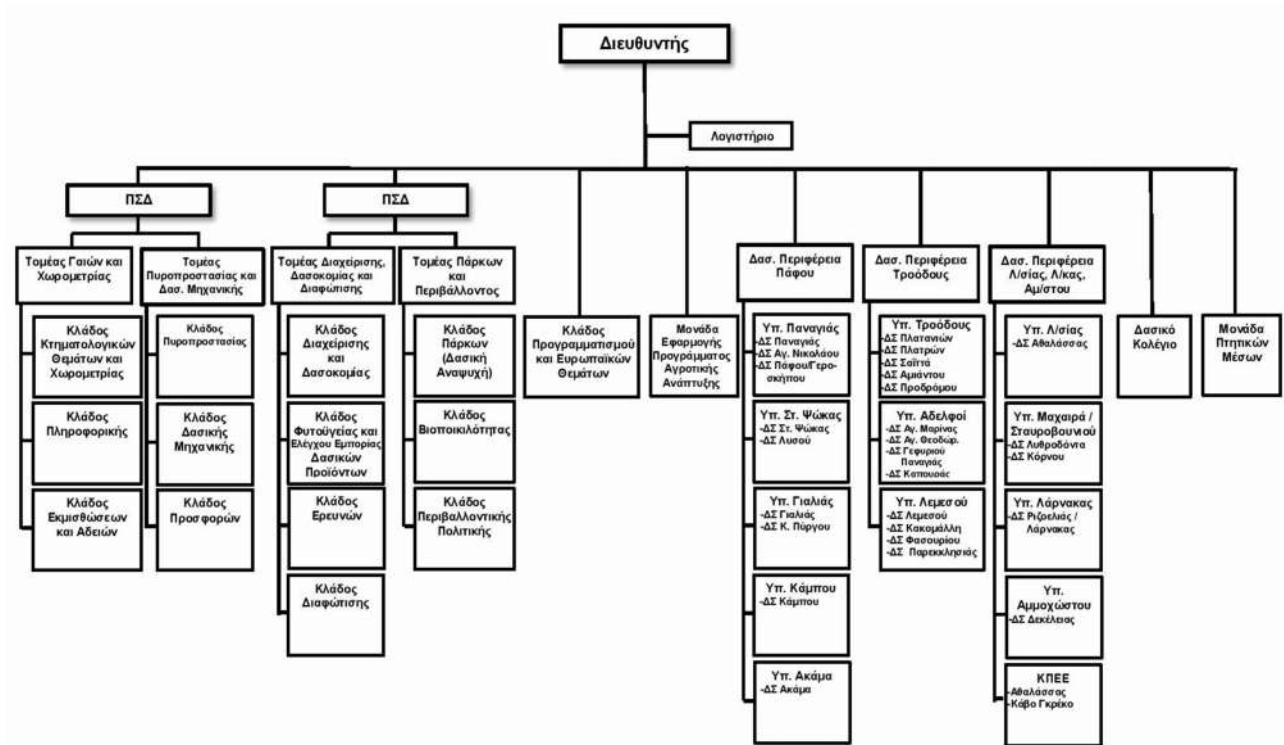 Διευθυντής
Λογιστήριο
ΠΣΔ
ΠΣΔ
Τομέας Γαιών και
Χωρομετρίας
Τομέας
Πυροπροστασίας και
Δασ. Μηχανικής
Τομέας Διαχείρισης,
Δασοκομίας και
Διαφώτισης
Τομέας Πάρκων
και
Περιβάλλοντος
Δασ. Περιφέρεια
Πάφου
Δασ. Περιφέρεια
Τροόδους
Δασ. Περιφέρεια
Λ/σίας, Λ/κας,
Αμ/στου
Κλάδος
Κτηματολογικών
Θεμάτων και
Χωρομετρίας
Κλάδος
Πληροφορικής
Κλάδος
Εκμισθώσεων
και Αδειών
Κλάδος
Πυροπροστασίας
Κλάδος
Δασικής
Μηχανικής
Κλάδος
Προσφορών
Κλάδος
Διαχείρισης
και
Δασοκομίας
Κλάδος
Φυτοϋγείας και
Ελέγχου Εμπορίας
Δασικών
Προϊόντων
Κλάδος
Ερευνών
Κλάδος
Διαφώτισης
Κλάδος
Πάρκων
(Δασική
Αναψυχή)
Κλάδος
Βιοποικιλότητας
Κλάδος
Περιβαλλοντικής
Πολιτικής
Κλάδος
Προγραμματισμού
και Ευρωπαϊκών
Θεμάτων
Μονάδα
Εφαρμογής
Προγράμματος
Αγροτικής
Ανάπτυξης
Υπ. Παναγιάς
-ΔΣ Παναγιάς
-ΔΣ Αγ. Νικολάου
-ΔΣ Πάφου/Γερο-
σκήπου
Υπ. Στ. Ψώκας
-ΔΣ Στ. Ψώκας
-ΔΣ Λυσού
Υπ. Γιαλιάς
-ΔΣ Γιαλιάς
-ΔΣ Κ. Πύργου
Υπ. Κάμπου
-ΔΣ Κάμπου
Υπ. Ακάμα
-ΔΣ Ακάμα
Υπ. Τροόδους
-ΔΣ Πλατανιών
-ΔΣ Πλατρών
-ΔΣ Σαϊττά
-ΔΣ Αμιάντου
-ΔΣ Προδρόμου
Υπ. Αδελφοί
-ΔΣ Αγ. Μαρίνας
-ΔΣ Αγ. Θεοδώρ.
-ΔΣ Γεφυριού
Παναγιάς
-ΔΣ Καπουράς
Υπ. Λεμεσού
-ΔΣ Λεμεσού
-ΔΣ Κακομάλλη
-ΔΣ Φασουρίου
-ΔΣ Παρεκκλησιάς
Υπ. Λ/σίας
-ΔΣ Αθαλάσσας
Υπ. Μαχαιρά /
Σταυροβουνιού
-ΔΣ Λυθροδόντα
-ΔΣ Κόρνου
Υπ. Λάρνακας
-ΔΣ Ριζοελιάς /
Λάρνακας
Υπ.
Αμμοχώστου
-ΔΣ Δεκέλειας
ΚΠΕΕ
-Αθαλάσσας
-Κάβο Γκρέκο
Δασικό
Κολέγιο
Μονάδα
Πτητικών
Μέσων